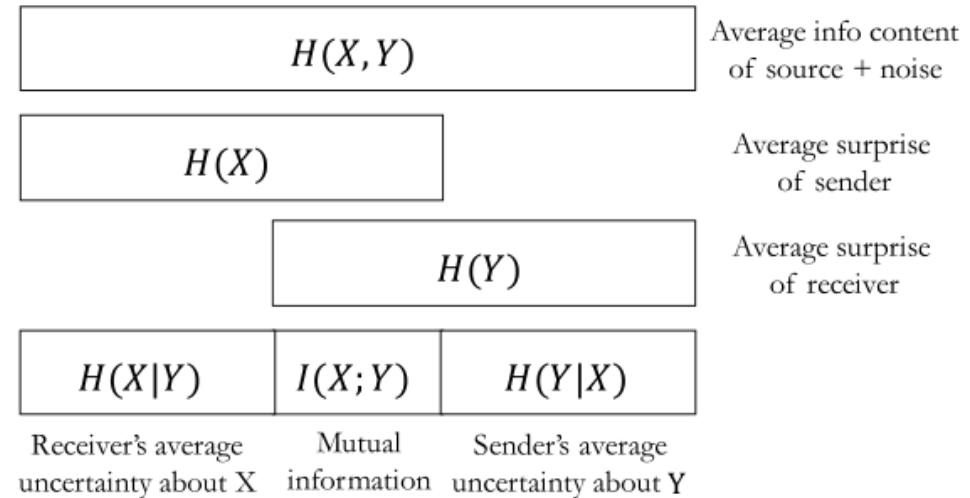 H(X,Y)
Average info content
of source + noise
H(X)
Average surprise
of sender
H(Y)
Average surprise
of receiver
H(X|Y)
I(X;Y)
H(Y|X)
Receiver's average
uncertainty about X
Mutual
information
Sender's average
uncertainty about Y